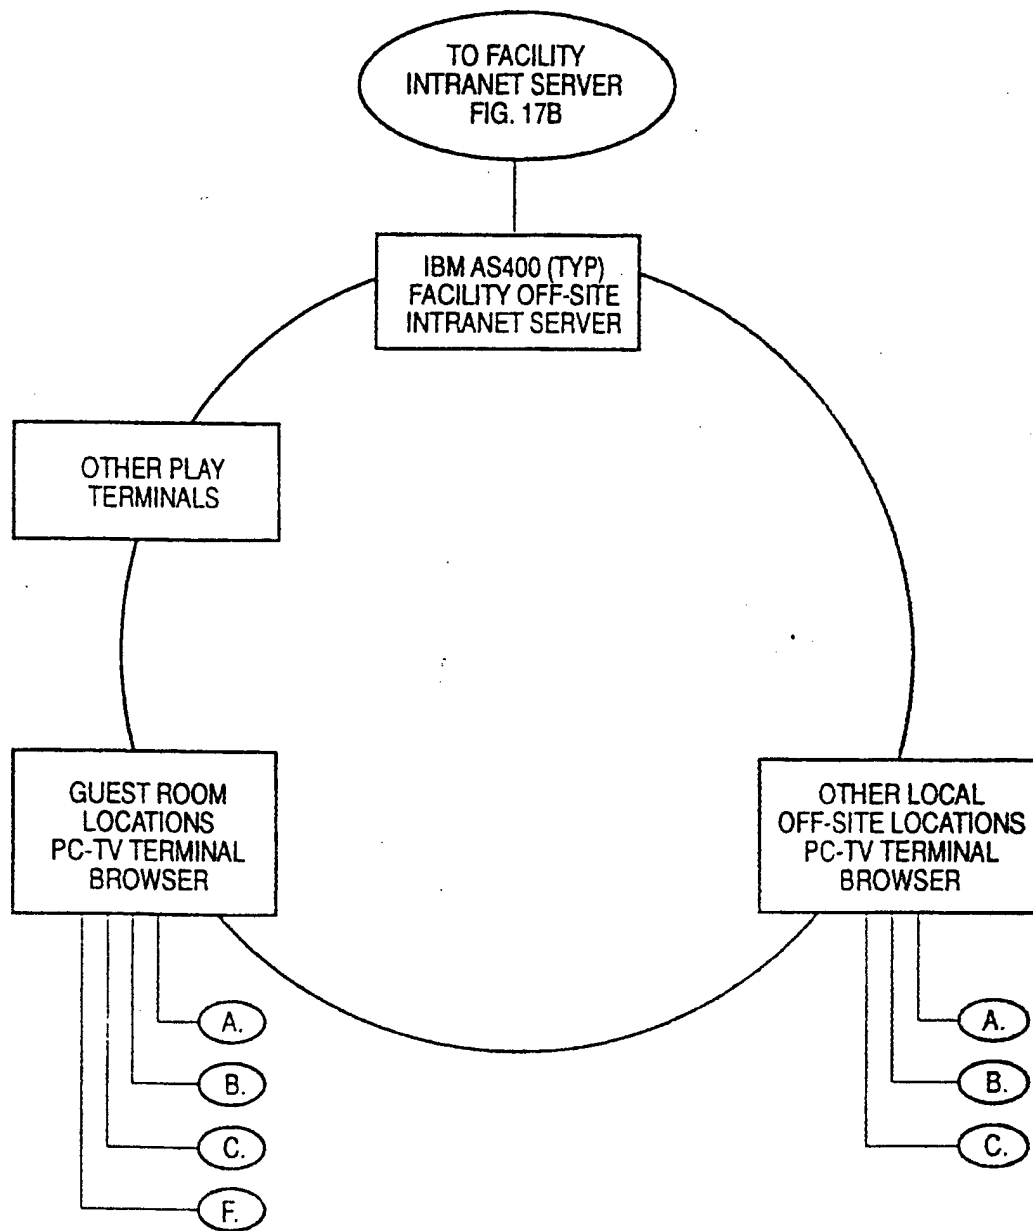 TO FACILITY
INTRANET SERVER
FIG. 17B
IBM AS400 (TYP)
FACILITY OFF-SITE
INTRANET SERVER
OTHER PLAY
TERMINALS
GUEST ROOM
LOCATIONS
PC-TV TERMINAL
BROWSER
OTHER LOCAL
OFF-SITE LOCATIONS
PC-TV TERMINAL
BROWSER
A.
B.
C.
F.
A.
B.
C.